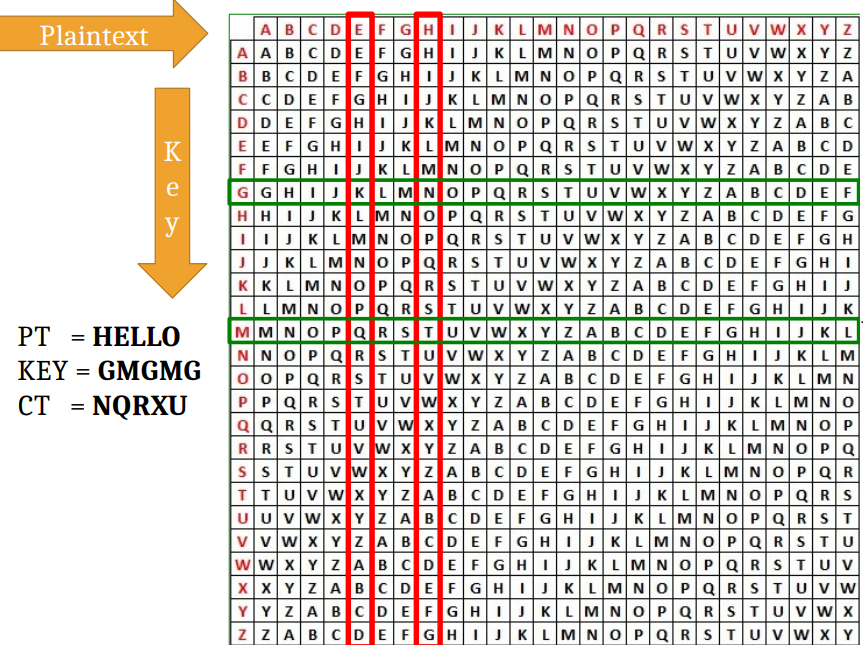 Plaintext
A B C D E F G H I J K L M N O P Q R S T U V W X Y Z
A A B C D E F G H I J K L M N O P Q R S T U V W X Y Z
B B C D E F G H I J K L M N O P Q R S T U V W X Y Z A
C C D E F G H I J K L M N O P Q R S T U V W X Y Z A B
D D E F G H I J K L M N O P Q R S T U V W X Y Z A B C
E E F G H I J K L M N O P Q R S T U V W X Y Z A B C D
F F G H I J K L M N O P Q R S T U V W X Y Z A B C D E
G G H I J K L M N O P Q R S T U V W X Y Z A B C D E F
H H I J K L M N O P Q R S T U V W X Y Z A B C D E F G
I I J K L M N O P Q R S T U V W X Y Z A B C D E F G H
J J K L M N O P Q R S T U V W X Y Z A B C D E F G H I
K K L M N O P Q R S T U V W X Y Z A B C D E F G H I J
L L M N O P Q R S T U V W X Y Z A B C D E F G H I J K
M M N O P Q R S T U V W X Y Z A B C D E F G H I J K L
N N O P Q R S T U V W X Y Z A B C D E F G H I J K L M
O O P Q R S T U V W X Y Z A B C D E F G H I J K L M N
P P Q R S T U V W X Y Z A B C D E F G H I J K L M N O
Q Q R S T U V W X Y Z A B C D E F G H I J K L M N O P
R R S T U V W X Y Z A B C D E F G H I J K L M N O P Q
S S T U V W X Y Z A B C D E F G H I J K L M N O P Q R
T T U V W X Y Z A B C D E F G H I J K L M N O P Q R S
U U V W X Y Z A B C D E F G H I J K L M N O P Q R S T
V V W X Y Z A B C D E F G H I J K L M N O P Q R S T U
W W X Y Z A B C D E F G H I J K L M N O P Q R S T U V
X X Y Z A B C D E F G H I J K L M N O P Q R S T U V W
Y Y Z A B C D E F G H I J K L M N O P Q R S T U V W X
Z Z A B C D E F G H I J K L M N O P Q R S T U V W X Y
Key
PT = HELLO
KEY = GMGMG
CT = NQRXU